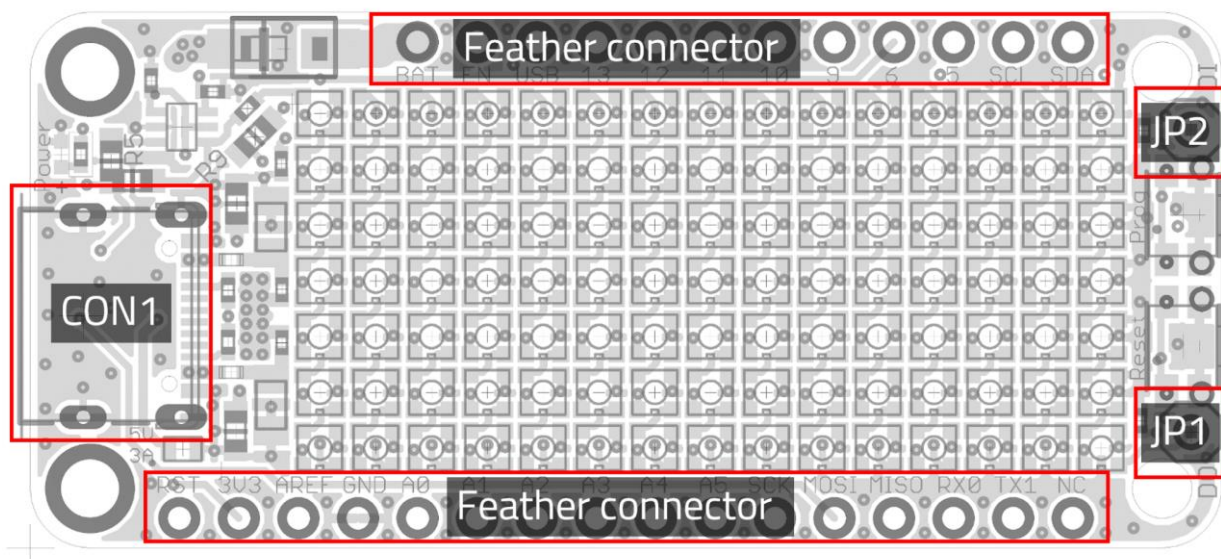 Feather connector
BAT EN USB 13 12 11 10 9 6 5 SCL SDA
JP2
Power
R5
R9
Prog
CON1
Reset
JP1
5V
3A
RST 3V3 AREF GND A0 A1 A2 A3 A4 A5 SCK MOSI MISO RX0 TX1 NC
Feather connector